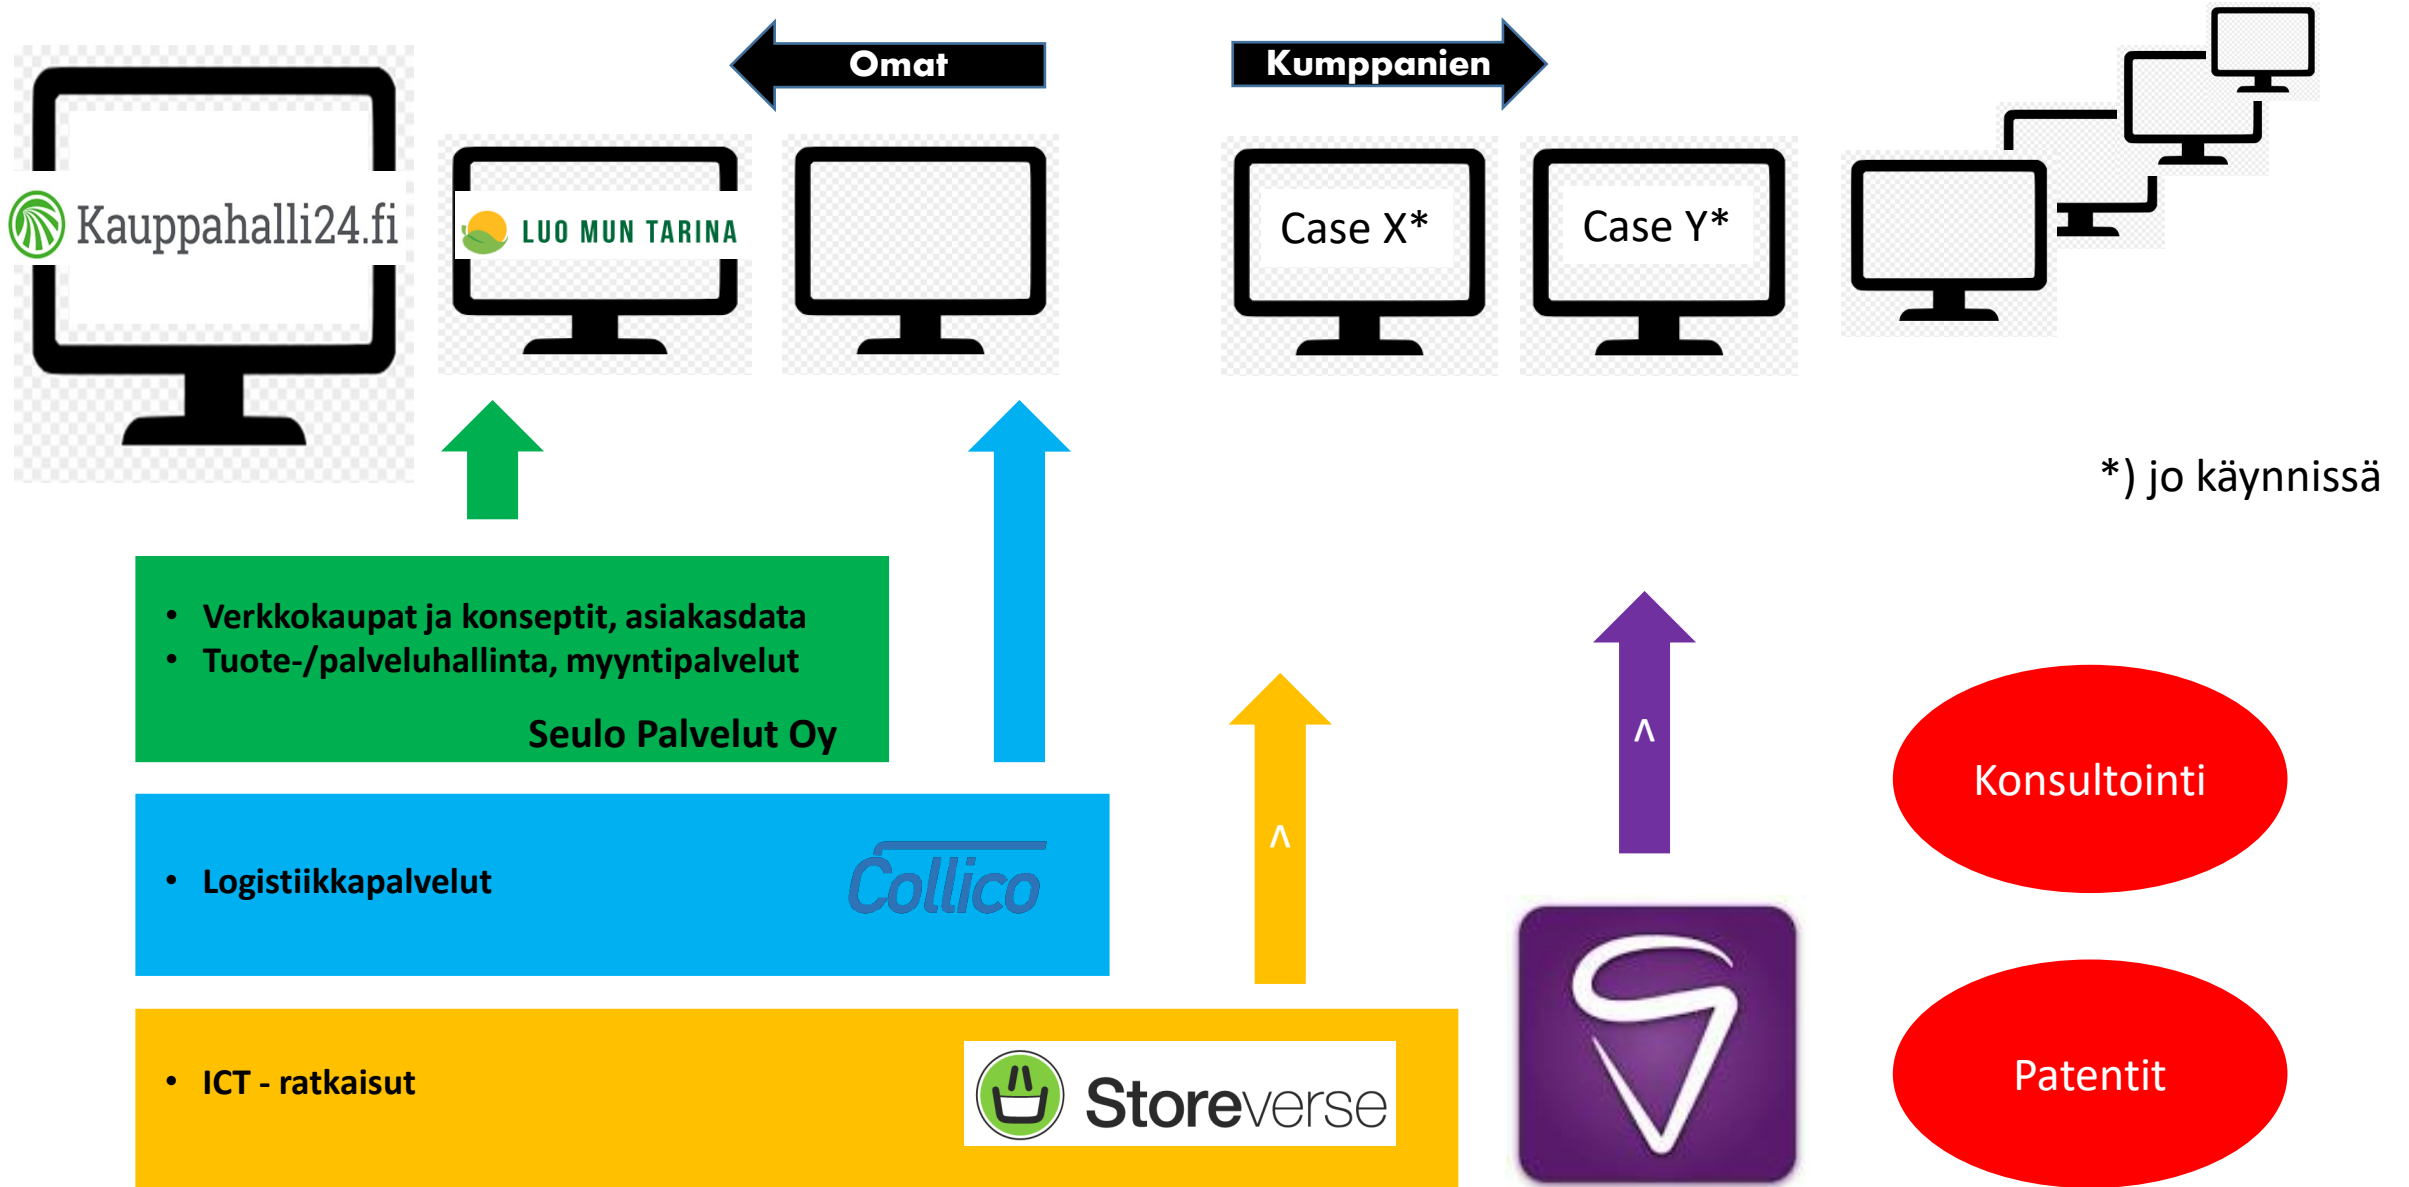 Omat
Kumppanien
Kauppahalli24.fi
LUO MUN TARINA
Case X*
Case Y*
*) jo käynnissä
• Verkkokaupat ja konseptit, asiakasdata
• Tuote-/palveluhallinta, myyntipalvelut
Seulo Palvelut Oy
• Logistiikkapalvelut
Collico
• ICT - ratkaisut
Storeverse
>
>
Konsultointi
Patentit